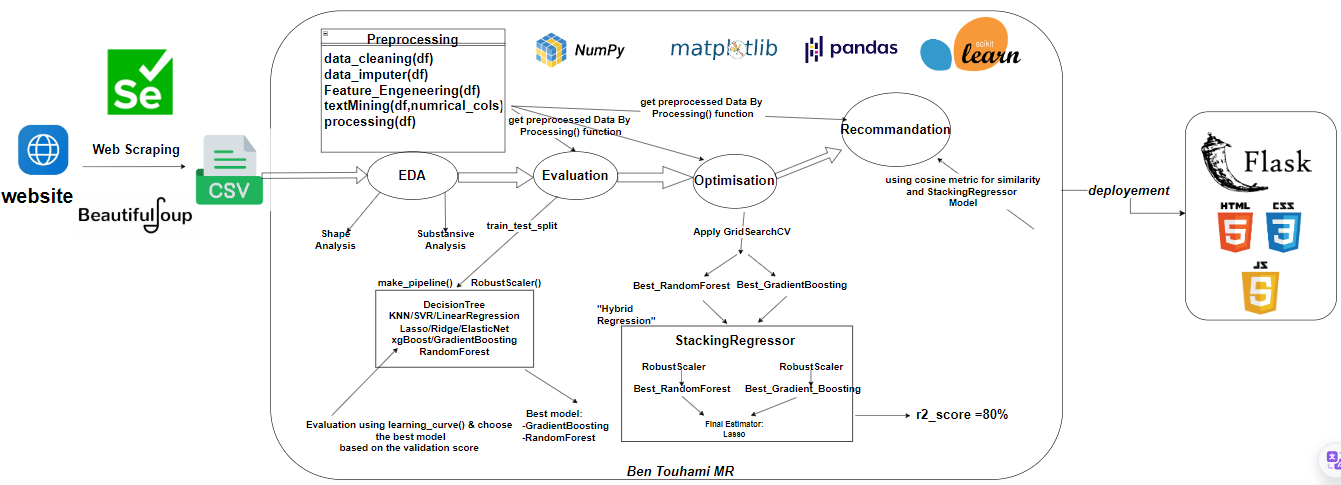 Se
website
Web Scraping
BeautifulSoup
CSV
Preprocessing
data_cleaning(df)
data_imputer(df)
Feature_Engeneering(df)
textMining(df,numrical_cols)
processing(df)
NumPy
matplotlib
pandas
scikit
learn
get preprocessed Data By
Processing() function
get preprocessed Data By
Processing() function
EDA
Evaluation
Optimisation
Recommandation
using cosine metric for similarity
and StackingRegressor
Model
Shape
Analysis
Substansive
Analysis
train_test_split
make_pipeline()
RobustScaler()
DecisionTree
KNN/SVR/LinearRegression
Lasso/Ridge/ElasticNet
xgBoost/GradientBoosting
RandomForest
Evaluation using learning_curve() & choose
the best model
based on the validation score
Best model:
-GradientBoosting
-RandomForest
Apply GridSearchCV
Best_RandomForest
Best_GradientBoosting
"Hybrid
Regression"
StackingRegressor
RobustScaler
RobustScaler
Best_RandomForest
Best_Gradient_Boosting
Final Estimator:
Lasso
r2_score =80%
Ben Touhami MR
deployement
Flask
HTML
5
CSS
3
JS
5